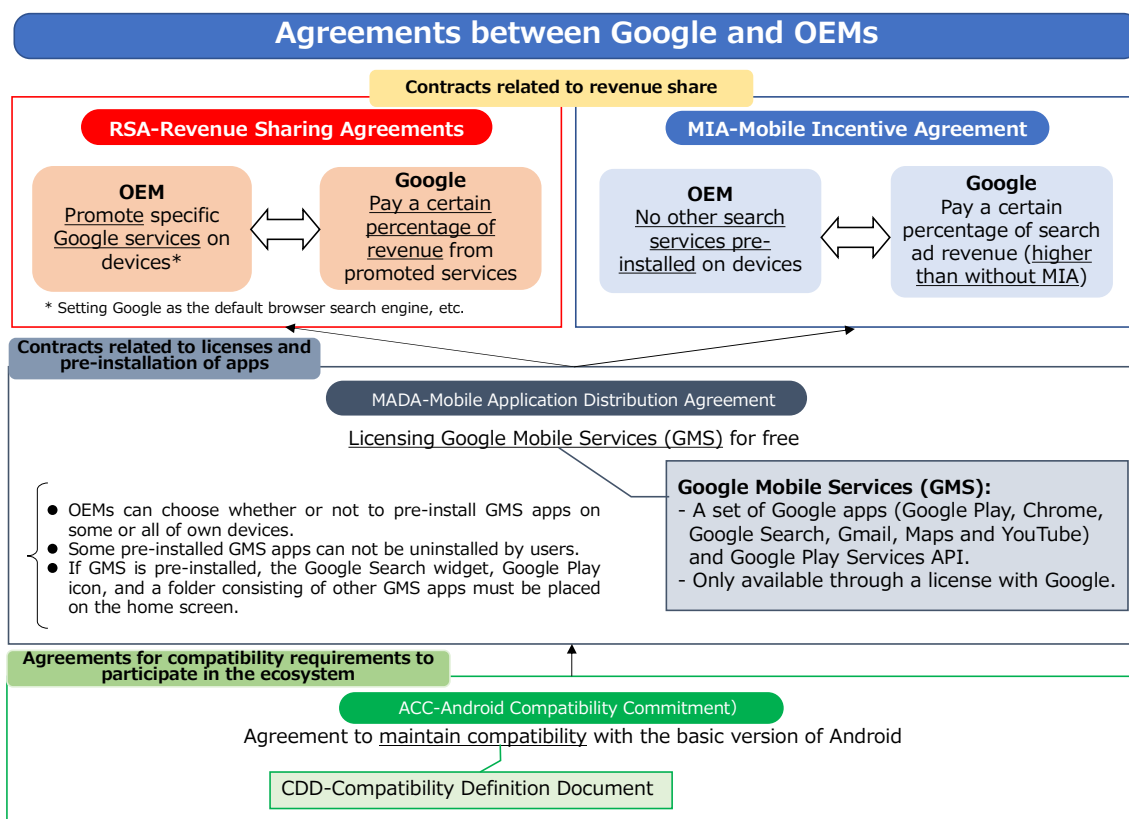 Agreements between Google and OEMs
Contracts related to revenue share
RSA-Revenue Sharing Agreements
OEM
Promote specific
Google services on
devices*
Google
Pay a certain
percentage of
revenue from
promoted services
* Setting Google as the default browser search engine, etc.
MIA-Mobile Incentive Agreement
OEM
No other search
services pre-
installed on devices
Google
Pay a certain
percentage of search
ad revenue (higher
than without MIA)
Contracts related to licenses and
pre-installation of apps
MADA-Mobile Application Distribution Agreement
Licensing Google Mobile Services (GMS) for free
● OEMs can choose whether or not to pre-install GMS apps on
some or all of own devices.
● Some pre-installed GMS apps can not be uninstalled by users.
● If GMS is pre-installed, the Google Search widget, Google Play
icon, and a folder consisting of other GMS apps must be placed
on the home screen.
Google Mobile Services (GMS):
- A set of Google apps (Google Play, Chrome,
Google Search, Gmail, Maps and YouTube)
and Google Play Services API.
- Only available through a license with Google.
Agreements for compatibility requirements to
participate in the ecosystem
ACC-Android Compatibility Commitment）
Agreement to maintain compatibility with the basic version of Android
CDD-Compatibility Definition Document